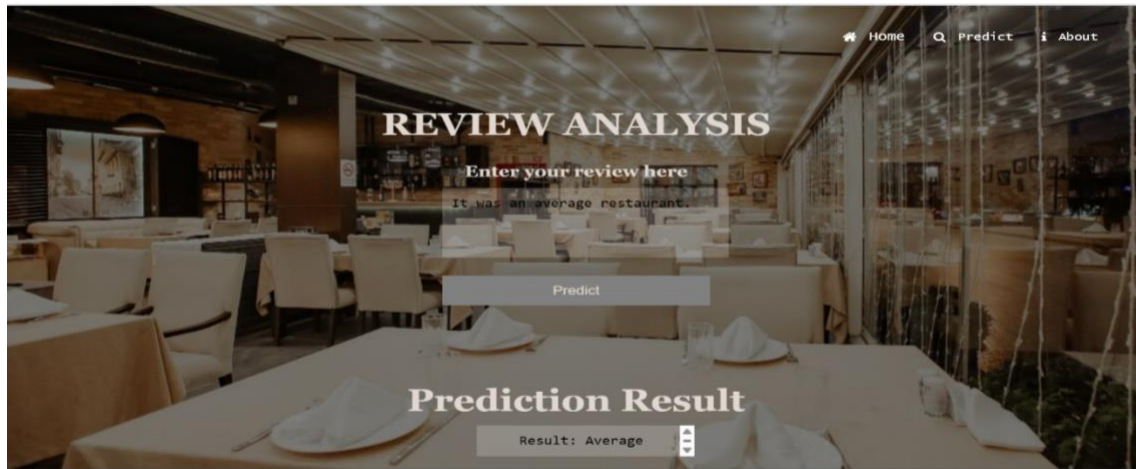 Home Predict About
REVIEW ANALYSIS
Enter your review here
It was an average restaurant.
Predict
Prediction Result
Result: Average